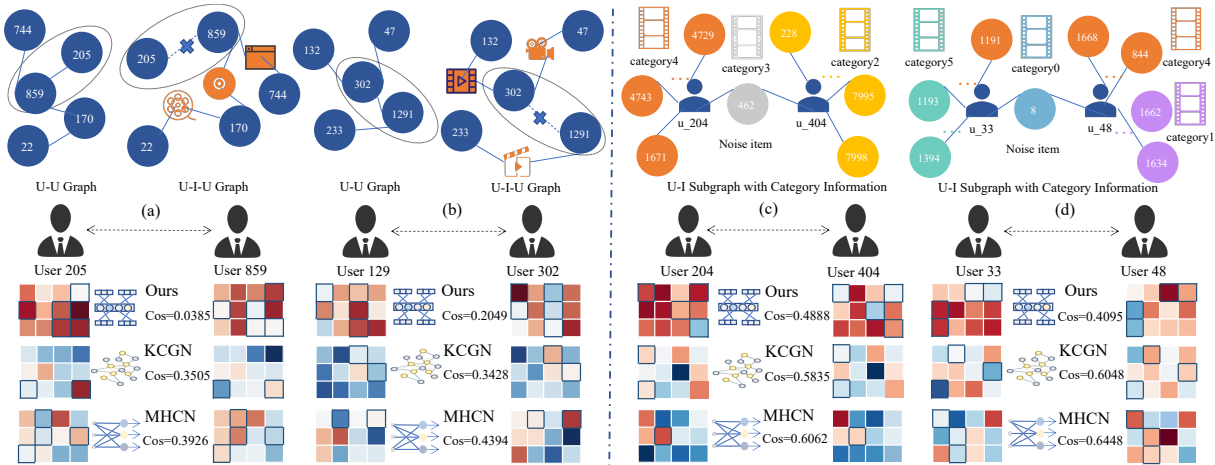 744
205
859
170
22
U-U Graph
205
859
744
170
22
U-I-U Graph
(a)
132
47
302
1291
233
U-U Graph
132
47
302
1291
233
U-I-U Graph
(b)
4729
228
category4
category3
category2
4743
462
7995
u_204
u_404
1671
Noise item
7998
U-I Subgraph with Category Information
(c)
1191
1668
844
category5
category0
category4
1193
8
1662
u_33
u_48
category1
1394
Noise item
1634
U-I Subgraph with Category Information
(d)
User 205
User 859
User 129
User 302
User 204
User 404
User 33
User 48
Ours
Cos=0.0385
Ours
Cos=0.2049
Ours
Cos=0.4888
Ours
Cos=0.4095
KCGN
Cos=0.3505
KCGN
Cos=0.3428
KCGN
Cos=0.5835
KCGN
Cos=0.6048
MHCN
Cos=0.3926
MHCN
Cos=0.4394
MHCN
Cos=0.6062
MHCN
Cos=0.6448